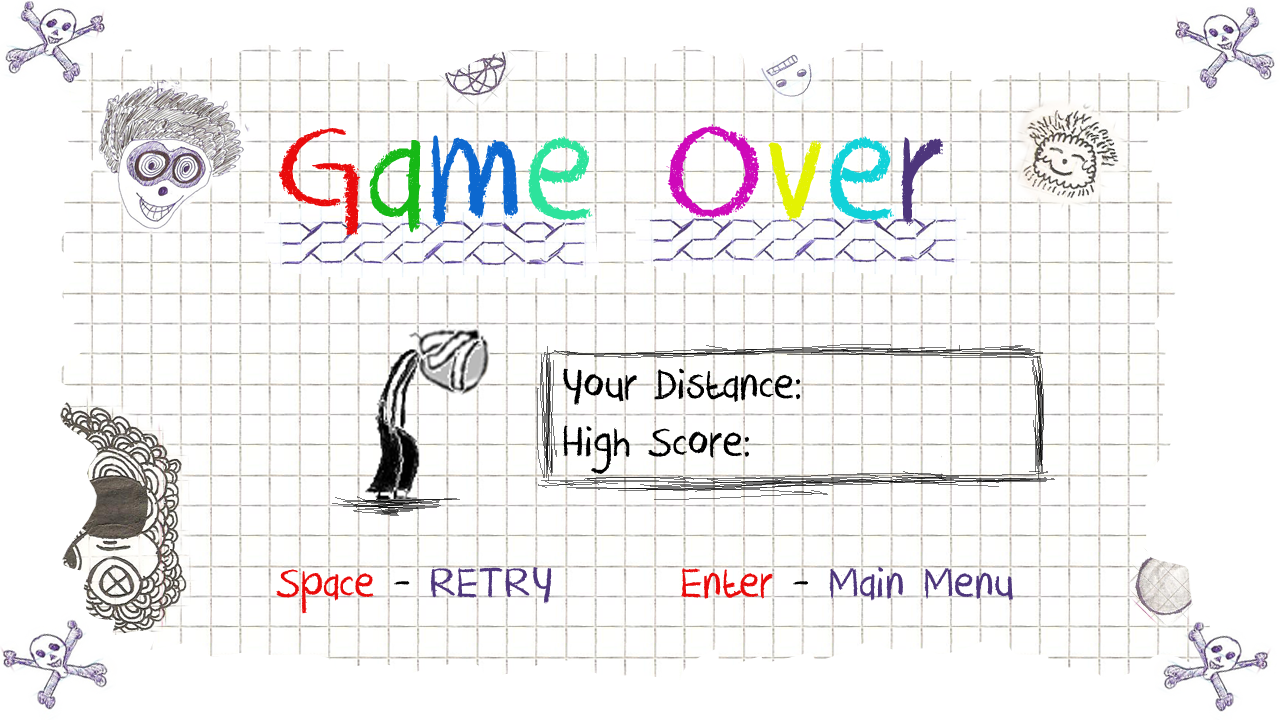 Game Over
Your Distance:
High Score:
Space - RETRY
Enter - Main Menu